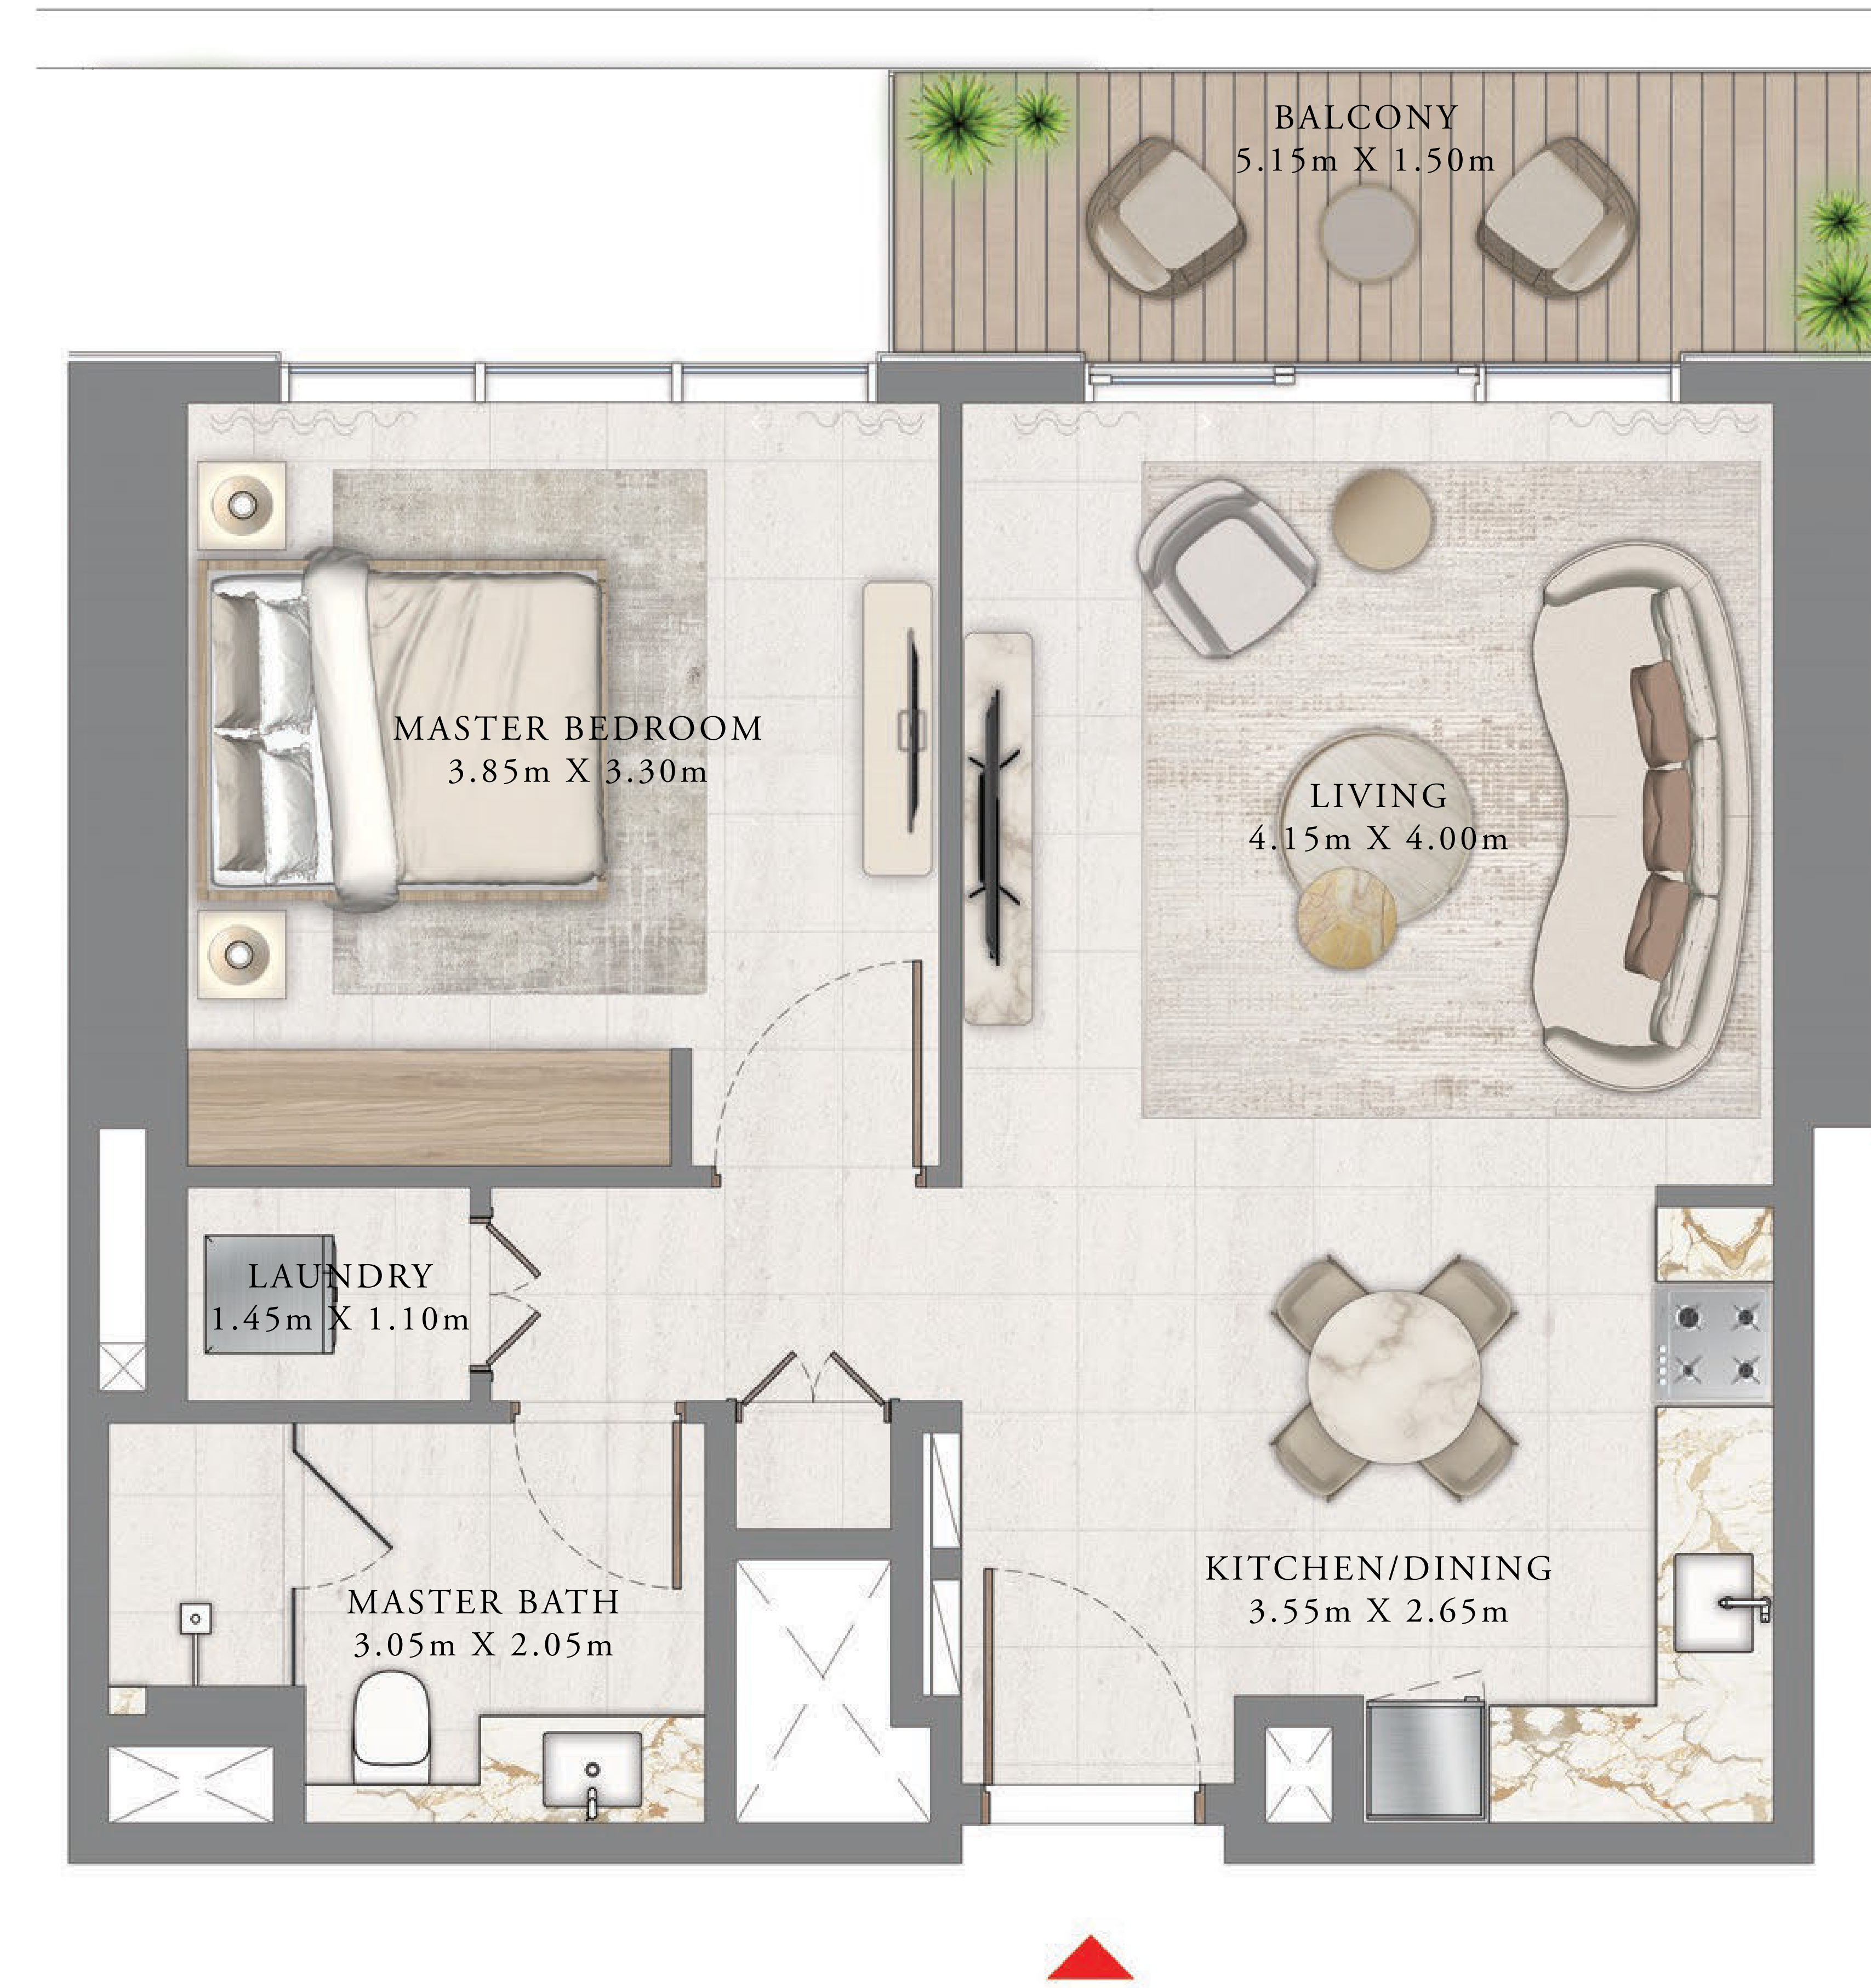 BALCONY
5.15m X 1.50m
MASTER BEDROOM
3.85m X 3.30m
LIVING
4.15m X 4.00m
LAUNDRY
1.45m X 1.10m
KITCHEN/DINING
3.55m X 2.65m
MASTER BATH
3.05m X 2.05m